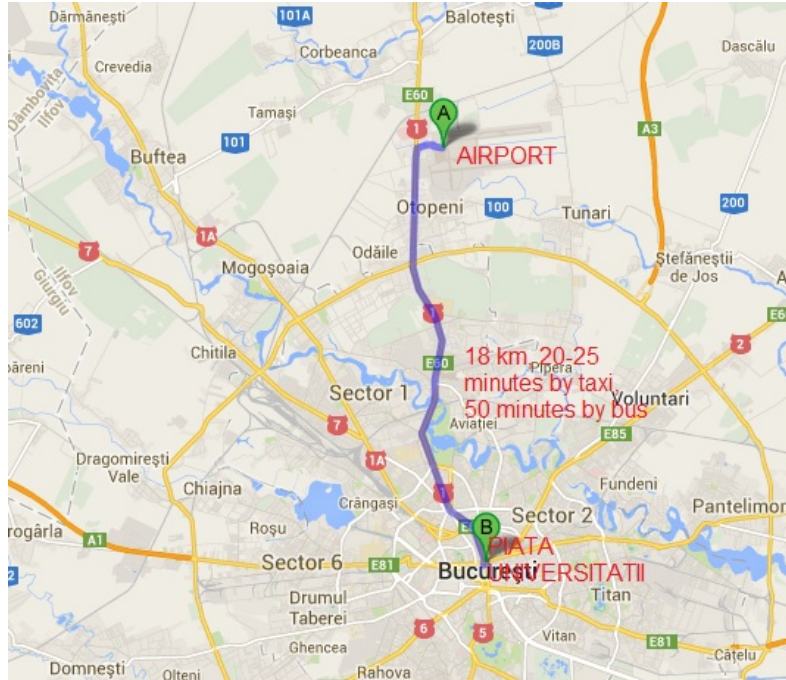 Dărmănești
101A
Balotești
Corbeanca
200B
Dascălu
Crevedia
Dâmbovița
Ilfov
E60
A
Tamași
1
A3
101
AIRPORT
Buftea
Otopeni
100
Tunari
200
1A
7
Odăile
Ștefăneștii
de Jos
Mogoșoaia
Ilfov
Giurgiu
602
1
E60
2
Chitila
18 km, 20-25
minutes by taxi
50 minutes by bus
Pipera
E60
Sector 1
Voluntari
7
Aviației
E85
Dragomirești
Vale
1A
Chiajna
1
Fundeni
Crângași
Pantelimon
B
Sector 2
Roșu
A1
PIATA
UNIVERSITATII
Sector 6
E81
București
Titan
Drumul
Taberei
6
5
Vitan
E81
Ghencea
Cățelu
Domnești
Olteni
Rahova